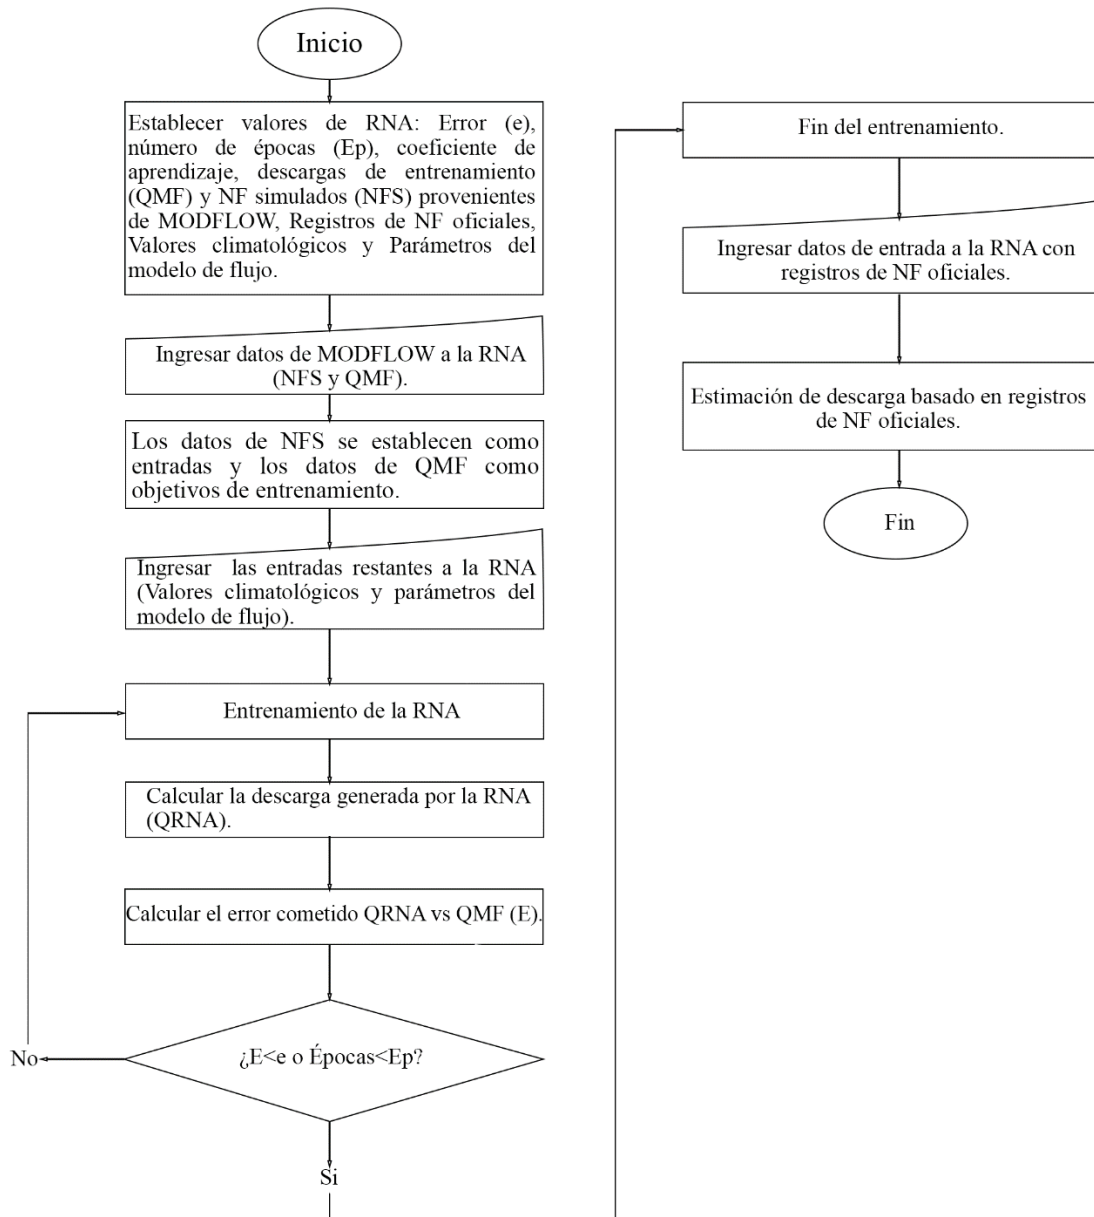 Inicio
Establecer valores de RNA: Error (e),
número de épocas (Ep), coeficiente de
aprendizaje, descargas de entrenamiento
(QMF) y NF simulados (NFS) provenientes
de MODFLOW, Registros de NF oficiales,
Valores climatológicos y Parámetros del
modelo de flujo.
Ingresar datos de MODFLOW a la RNA
(NFS y QMF).
Los datos de NFS se establecen como
entradas y los datos de QMF como
objetivos de entrenamiento.
Ingresar las entradas restantes a la RNA
(Valores climatológicos y parámetros del
modelo de flujo).
Entrenamiento de la RNA
Calcular la descarga generada por la RNA
(QRNA).
Calcular el error cometido QRNA vs QMF (E).
¿E<e o Épocas<Ep?
No
Si
Fin del entrenamiento.
Ingresar datos de entrada a la RNA con
registros de NF oficiales.
Estimación de descarga basado en registros
de NF oficiales.
Fin